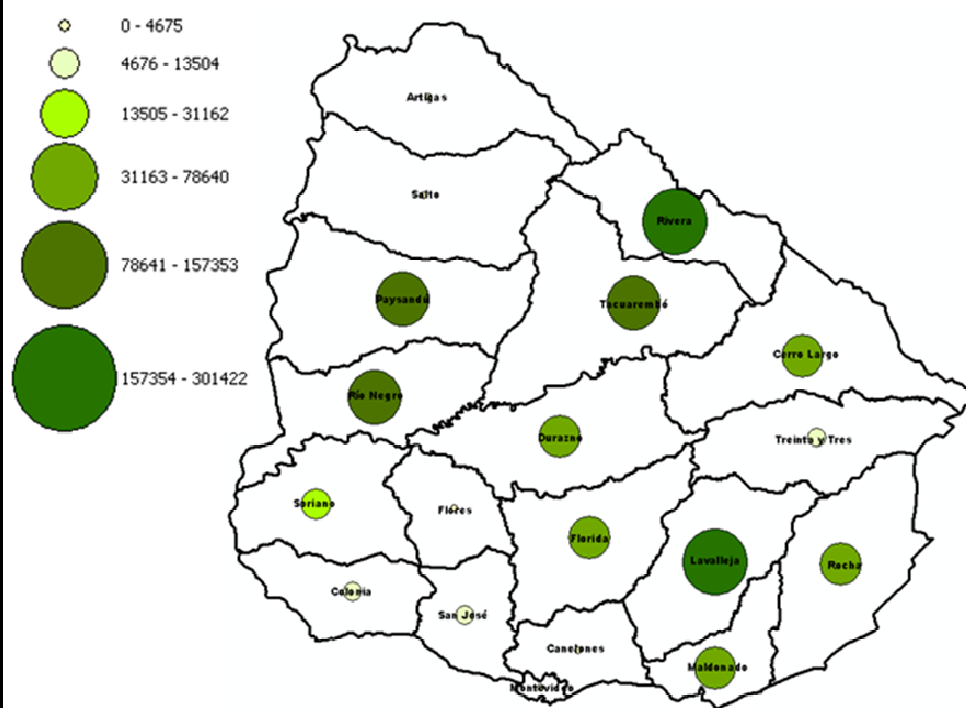 0 - 4675
4676 - 13504
13505 - 31162
31163 - 78640
78641 - 157353
157354 - 301422
Artigas
Salto
Rivera
Paysandú
Tacuarembó
Cerro Largo
Río Negro
Durazno
Treinta y Tres
Soriano
Flores
Florida
Lavalleja
Rocha
Colonia
San José
Canelones
Maldonado
Montevideo